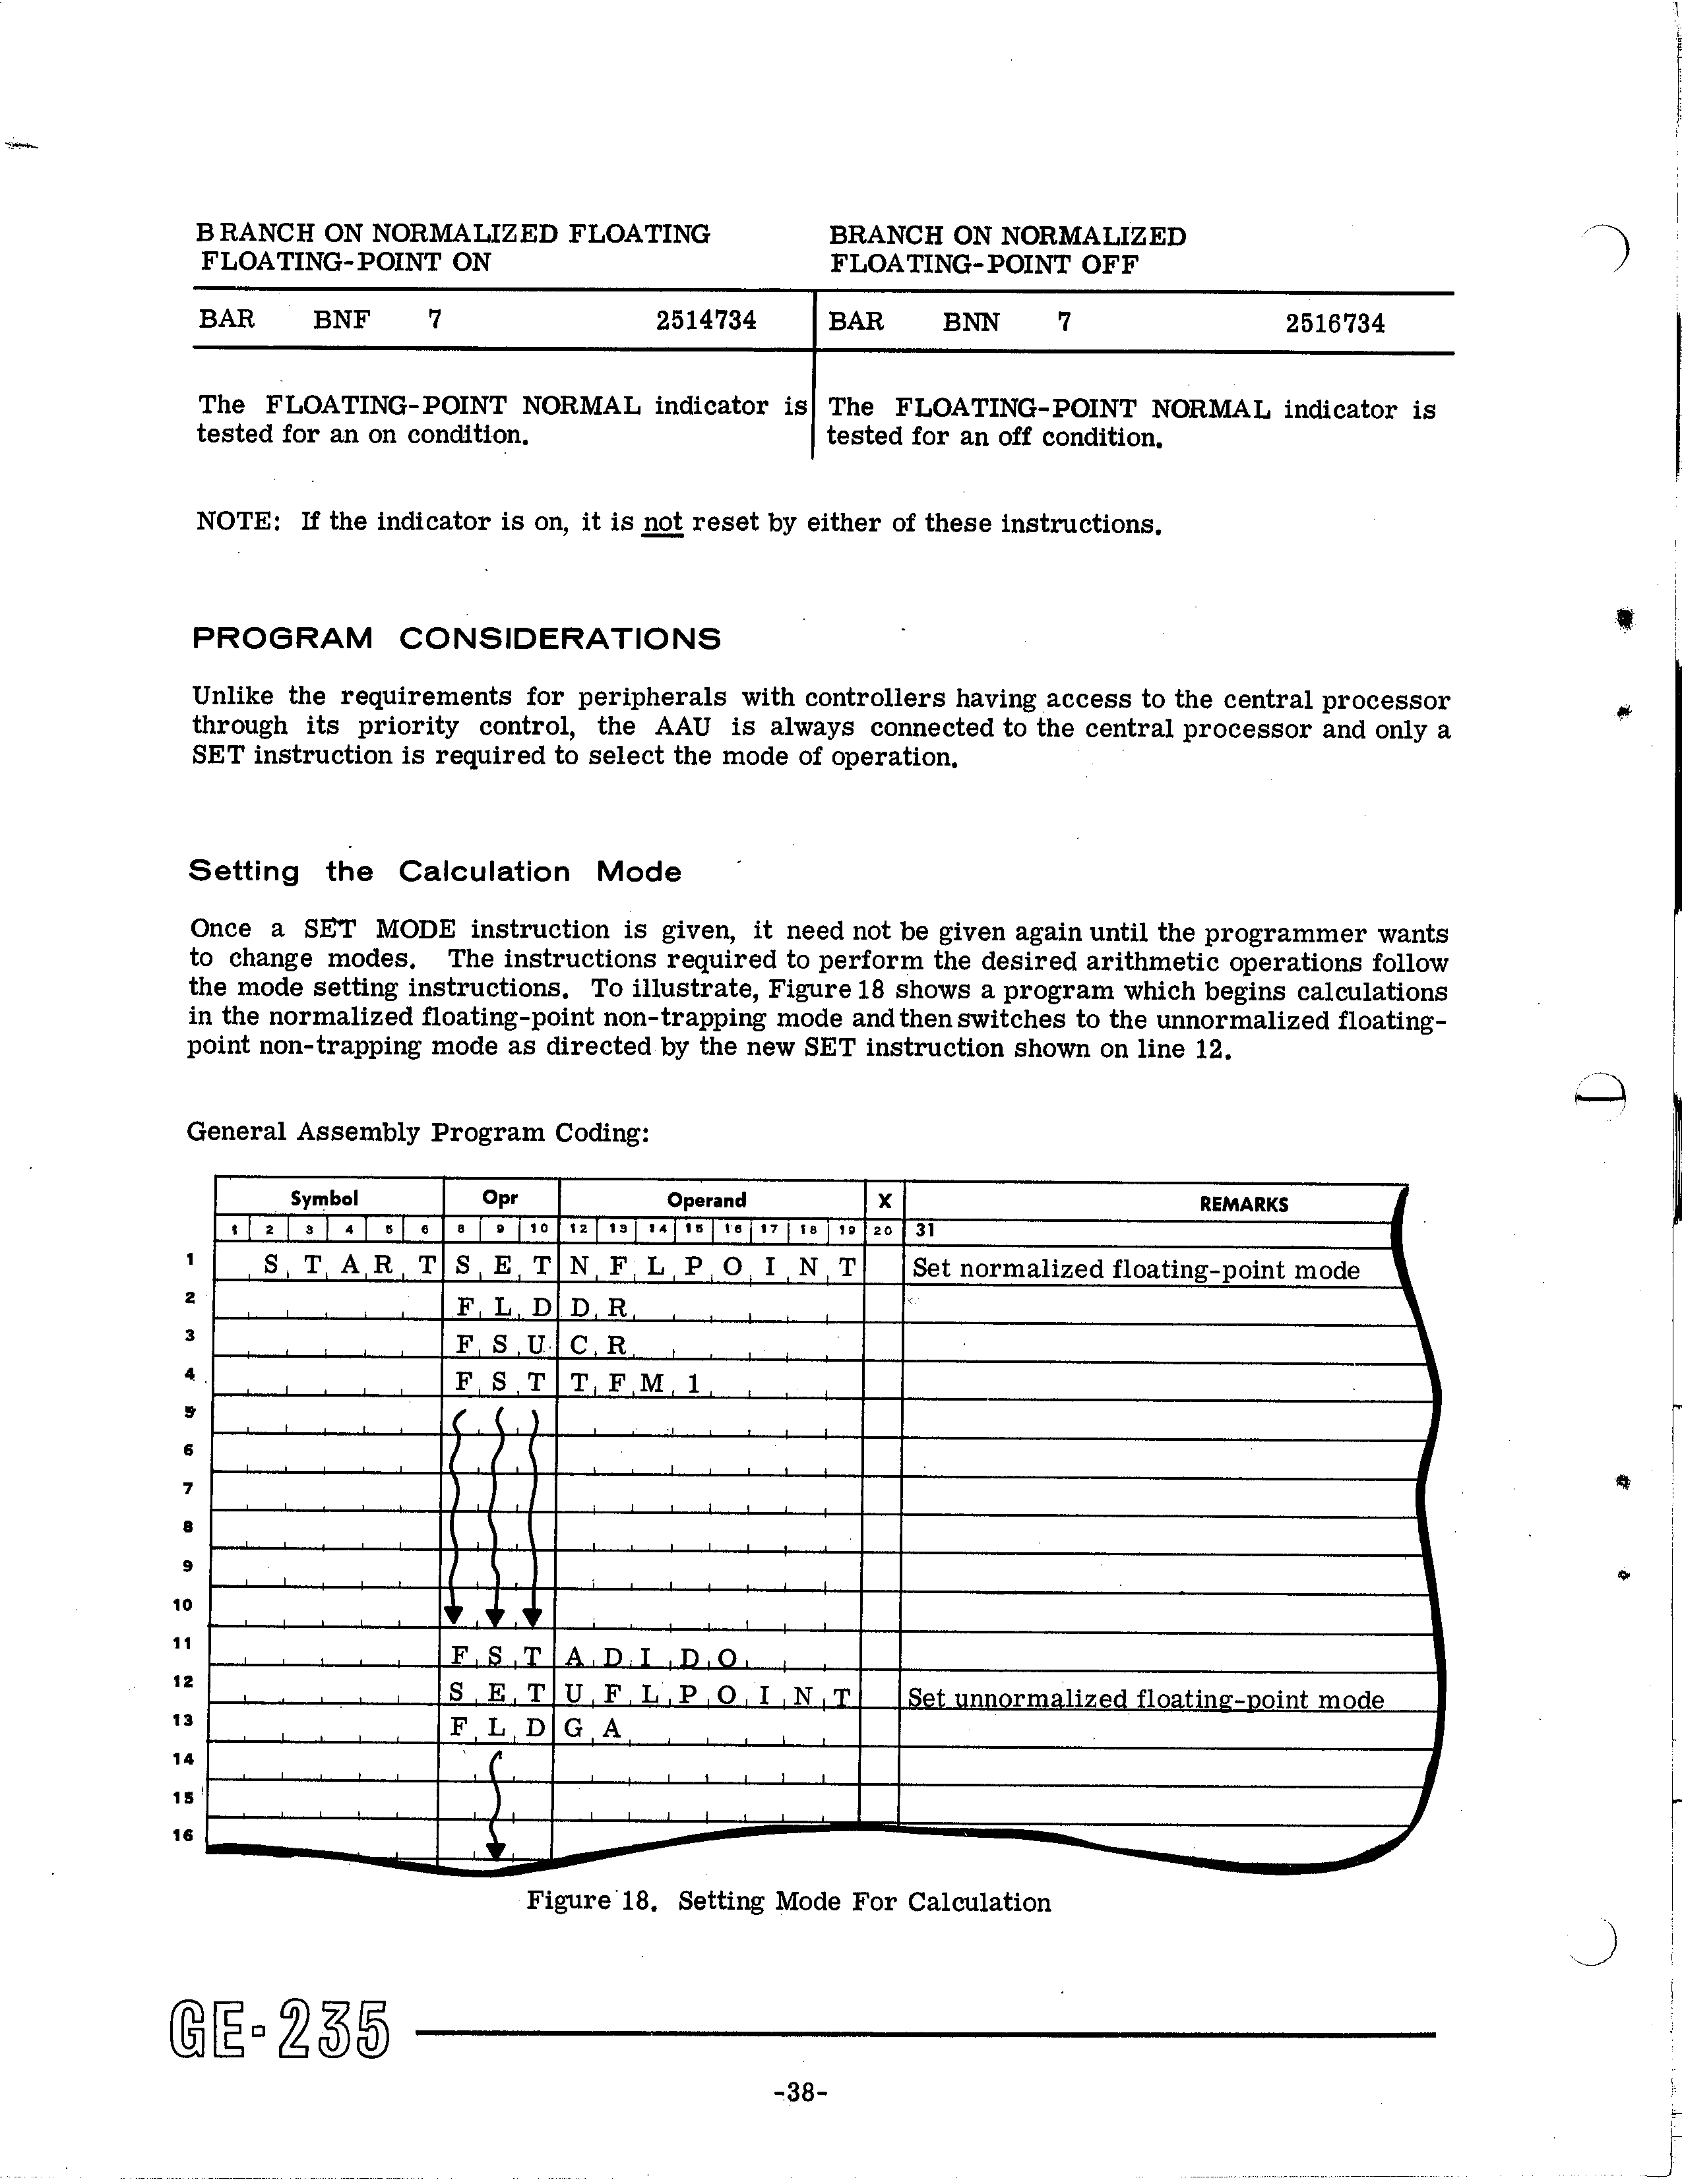 BRANCH ON NORMALIZED FLOATING
FLOATING-POINT ON
BRANCH ON NORMALIZED
FLOATING-POINT OFF
BAR BNF 7 2514734
BAR BNN 7 2516734
The FLOATING-POINT NORMAL indicator is
tested for an on condition.
The FLOATING-POINT NORMAL indicator is
tested for an off condition.
NOTE: If the indicator is on, it is not reset by either of these instructions.
PROGRAM CONSIDERATIONS
Unlike the requirements for peripherals with controllers having access to the central processor
through its priority control, the AAU is always connected to the central processor and only a
SET instruction is required to select the mode of operation.
Setting the Calculation Mode
Once a SET MODE instruction is given, it need not be given again until the programmer wants
to change modes. The instructions required to perform the desired arithmetic operations follow
the mode setting instructions. To illustrate, Figure 18 shows a program which begins calculations
in the normalized floating-point non-trapping mode and then switches to the unnormalized floating-
point non-trapping mode as directed by the new SET instruction shown on line 12.
General Assembly Program Coding:
Symbol Opr Operand X REMARKS
1 2 3 4 5 6 8 9 10 12 13 14 15 16 17 18 19 20 31
1 START SET NFLPOINT Set normalized floating-point mode
2 FLD DR
3 FSU CR
4 FST TFM1
5
6
7
8
9
10
11 FST ADIDO
12 SET UFLPOINT Set unnormalized floating-point mode
13 FLD GA
14
15
16
Figure 18. Setting Mode For Calculation
GE-235
-38-